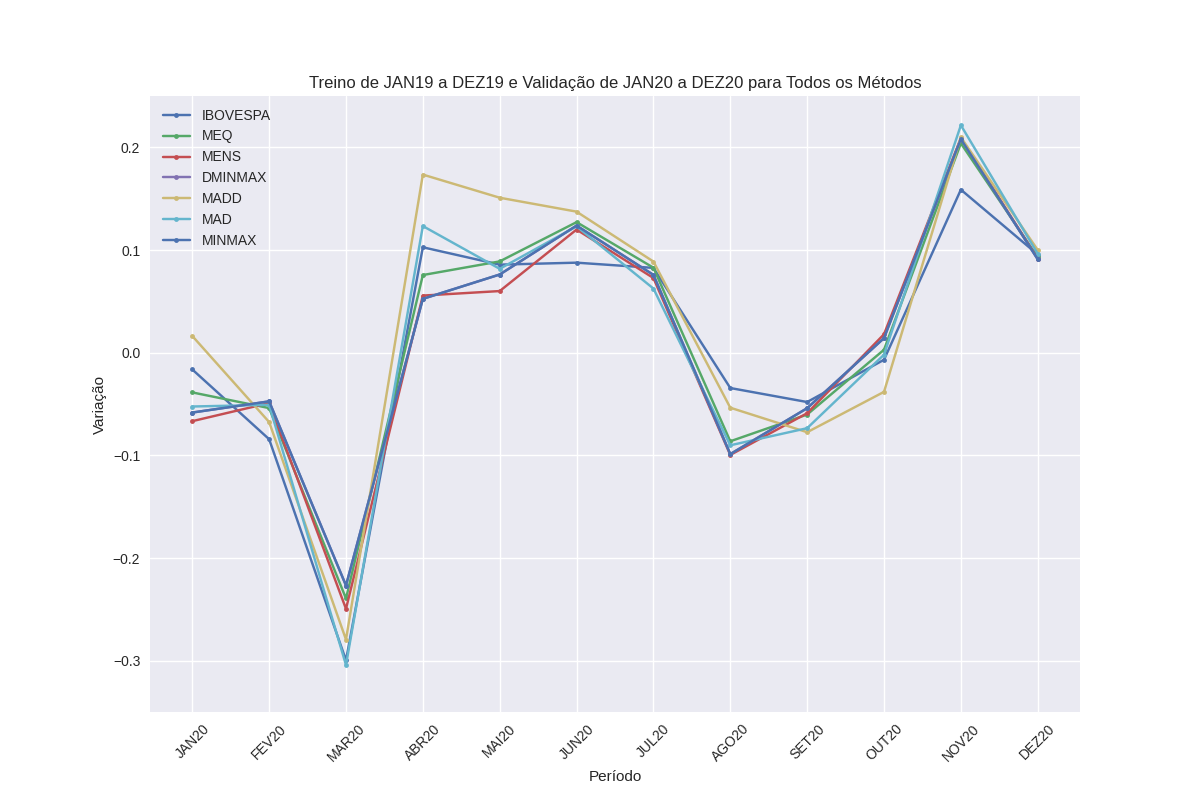 Treino de JAN19 a DEZ19 e Validação de JAN20 a DEZ20 para Todos os Métodos
IBOVESPA
MEQ
MENS
DMINMAX
MADD
MAD
MINMAX
0.2
0.1
0.0
−0.1
−0.2
−0.3
Variação
JAN20
FEV20
MAR20
ABR20
MAI20
JUN20
JUL20
AGO20
SET20
OUT20
NOV20
DEZ20
Período